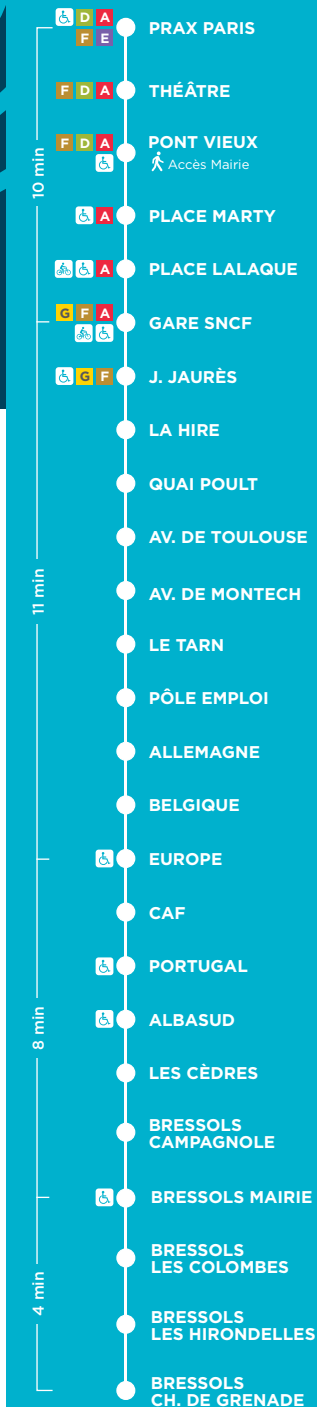 D A
F E
PRAX PARIS
F D A
THÉÂTRE
F D A
PONT VIEUX
Accès Mairie
10 min
A
PLACE MARTY
A
PLACE LALAQUE
G F A
GARE SNCF
G F
J. JAURÈS
LA HIRE
QUAI POULT
AV. DE TOULOUSE
11 min
AV. DE MONTECH
LE TARN
PÔLE EMPLOI
ALLEMAGNE
BELGIQUE
EUROPE
CAF
PORTUGAL
8 min
ALBASUD
LES CÈDRES
BRESSOLS
CAMPAGNOLE
BRESSOLS MAIRIE
BRESSOLS
LES COLOMBES
4 min
BRESSOLS
LES HIRONDELLES
BRESSOLS
CH. DE GRENADE